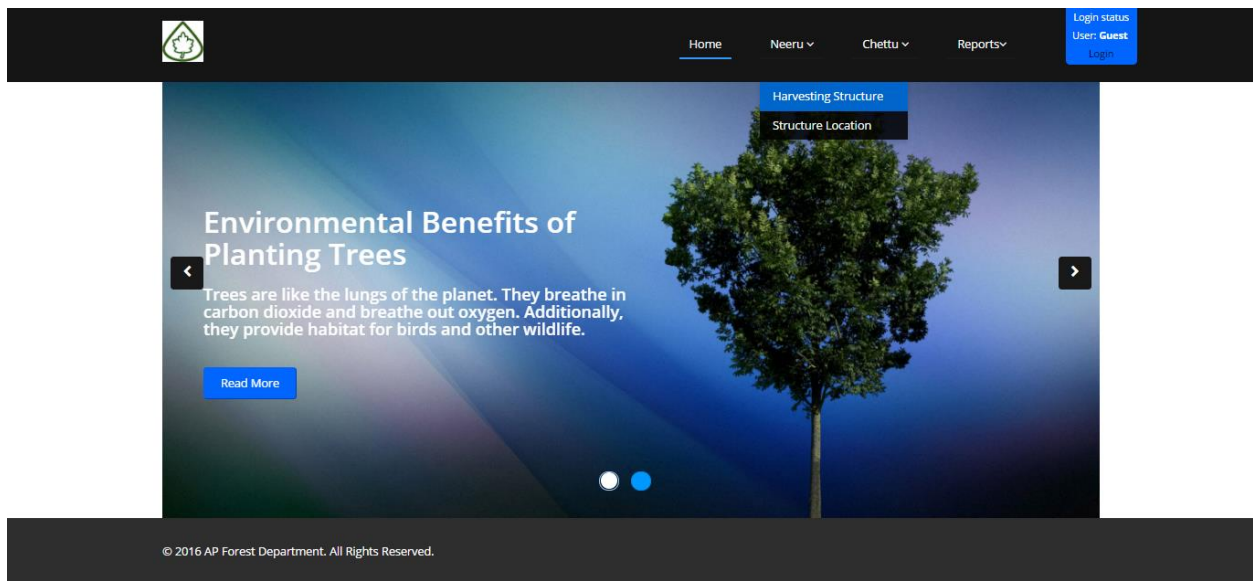 Login status
User: Guest
Login
Home Neeru Chettu Reports
Harvesting Structure
Structure Location
Environmental Benefits of
Planting Trees
Trees are like the lungs of the planet. They breathe in
carbon dioxide and breathe out oxygen. Additionally,
they provide habitat for birds and other wildlife.
Read More
© 2016 AP Forest Department. All Rights Reserved.